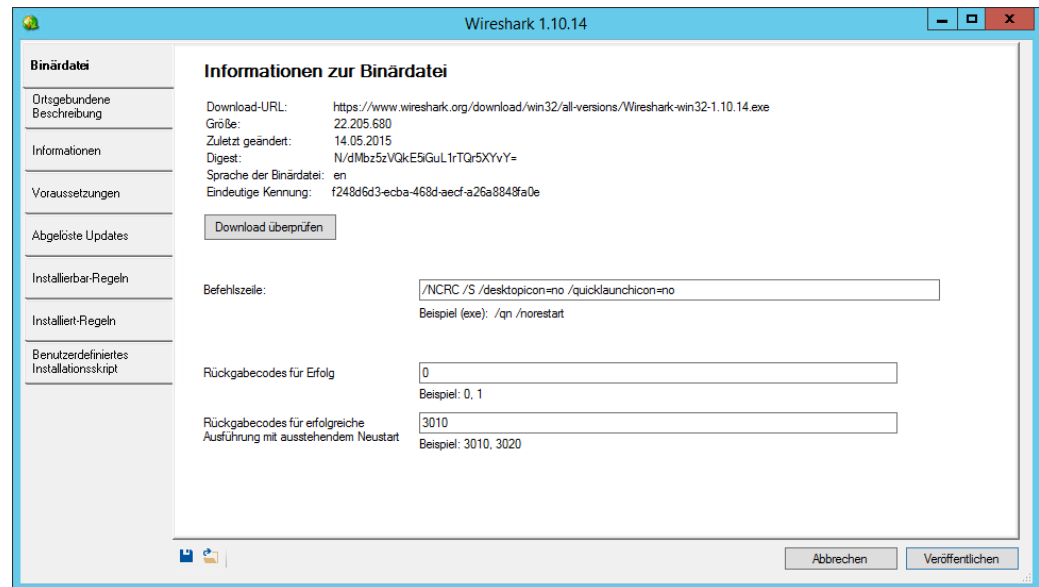 Wireshark 1.10.14
Binärdatei
Ortsgebundene
Beschreibung
Informationen
Voraussetzungen
Abgelöste Updates
Installierbar-Regeln
Installiert-Regeln
Benutzerdefiniertes
Installationsskript
Informationen zur Binärdatei
Download-URL: https://www.wireshark.org/download/win32/all-versions/Wireshark-win32-1.10.14.exe
Größe: 22.205.680
Zuletzt geändert: 14.05.2015
Digest: N/dMbz5zVQkE5iGuL1rTQr5XYvY=
Sprache der Binärdatei: en
Eindeutige Kennung: f248d6d3-ecba-468d-aecf-a26a8848fa0e
Download überprüfen
Befehlszeile: /NCRC /S /desktopicon=no /quicklaunchicon=no
Beispiel (exe): /qn /norestart
Rückgabecodes für Erfolg 0
Beispiel: 0, 1
Rückgabecodes für erfolgreiche 3010
Ausführung mit ausstehendem Neustart
Beispiel: 3010, 3020
Abbrechen
Veröffentlichen